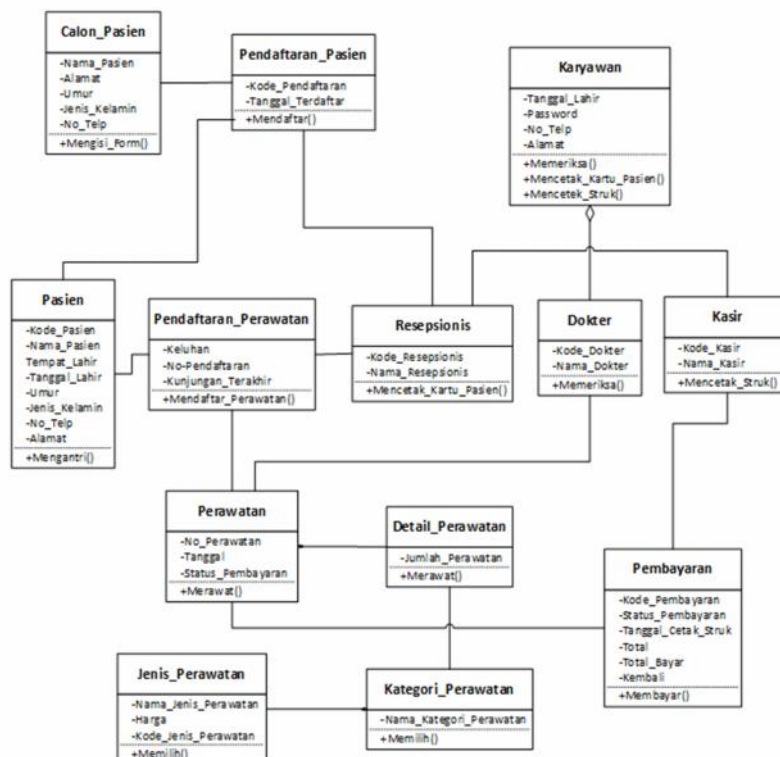 Calon_Pasien
-Nama_Pasien
-Alamat
-Umur
-Jenis_Kelamin
-No_Telp
+Mengisi_Form()
Pendaftaran_Pasien
-Kode_Pendaftaran
-Tanggal_Terdaftar
+Mendaftar()
Karyawan
-Tanggal_Lahir
-Password
-No_Telp
-Alamat
+Memeriksa()
+Mencetak_Kartu_Pasien()
+Mencetek_Struk()
Pasien
-Kode_Pasien
-Nama_Pasien
Tempat_Lahir
-Tanggal_Lahir
-Umur
-Jenis_Kelamin
-No_Telp
-Alamat
+Mengantri()
Pendaftaran_Perawatan
-Keluhan
-No-Pendaftaran
-Kunjungan_Terakhir
+Mendaftar_Perawatan()
Resepsionis
-Kode_Resepsionis
-Nama_Resepsionis
+Mencetak_Kartu_Pasien()
Dokter
-Kode_Dokter
-Nama_Dokter
+Memeriksa()
Kasir
-Kode_Kasir
-Nama_Kasir
+Mencetak_Struk()
Perawatan
-No_Perawatan
-Tanggal
-Status_Pembayaran
+Merawat()
Detail_Perawatan
-Jumlah_Perawatan
+Merawat()
Pembayaran
-Kode_Pembayaran
-Status_Pembayaran
-Tanggal_Cetak_Struk
-Total
-Total_Bayar
-Kembali
+Membayar()
Jenis_Perawatan
-Nama_Jenis_Perawatan
-Harga
-Kode_Jenis_Perawatan
+Memilih()
Kategori_Perawatan
-Nama_Kategori_Perawatan
+Memilih()